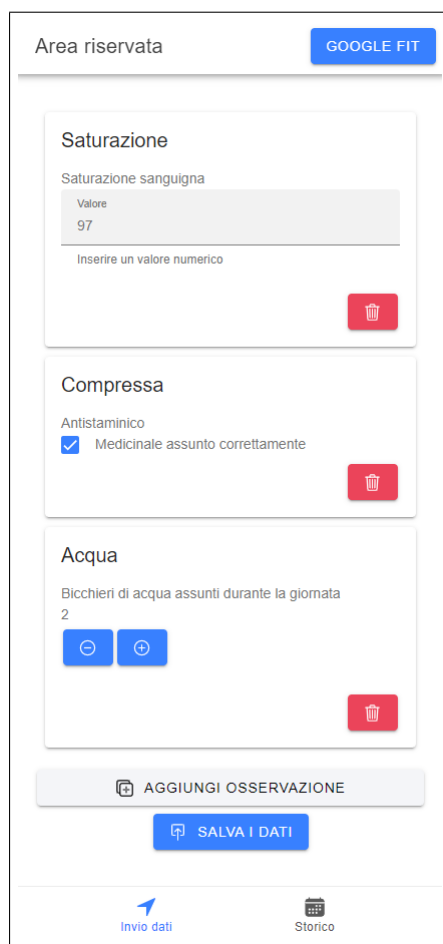 Area riservata
GOOGLE FIT
Saturazione
Saturazione sanguigna
Valore
97
Inserire un valore numerico
Compressa
Antistaminico
Medicinale assunto correttamente
Acqua
Bicchieri di acqua assunti durante la giornata
2
AGGIUNGI OSSERVAZIONE
SALVA I DATI
Invio dati
Storico